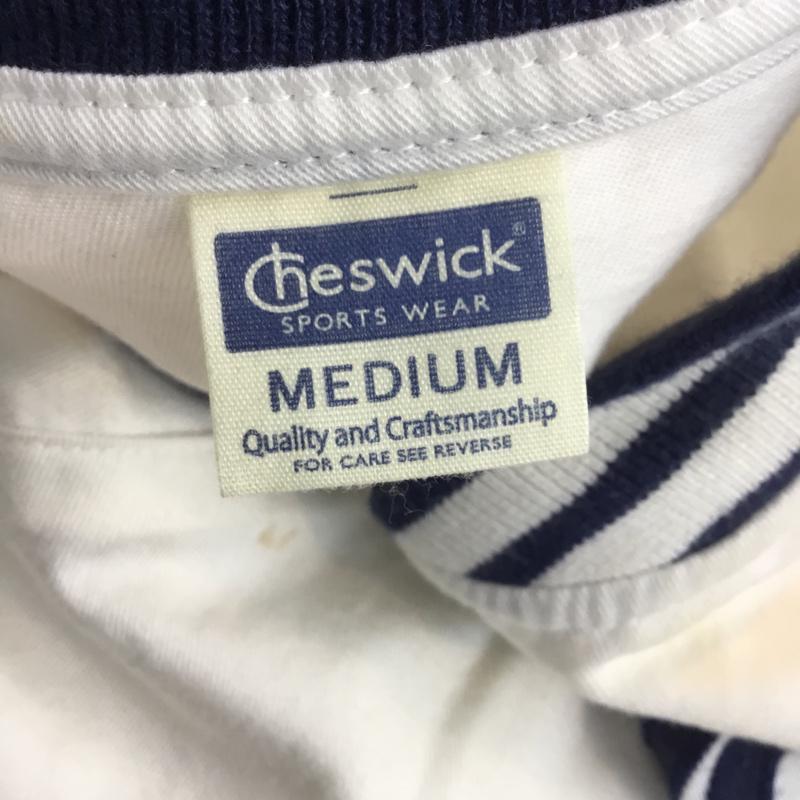 Cheswick®
SPORTS WEAR
MEDIUM
Quality and Craftsmanship
FOR CARE SEE REVERSE